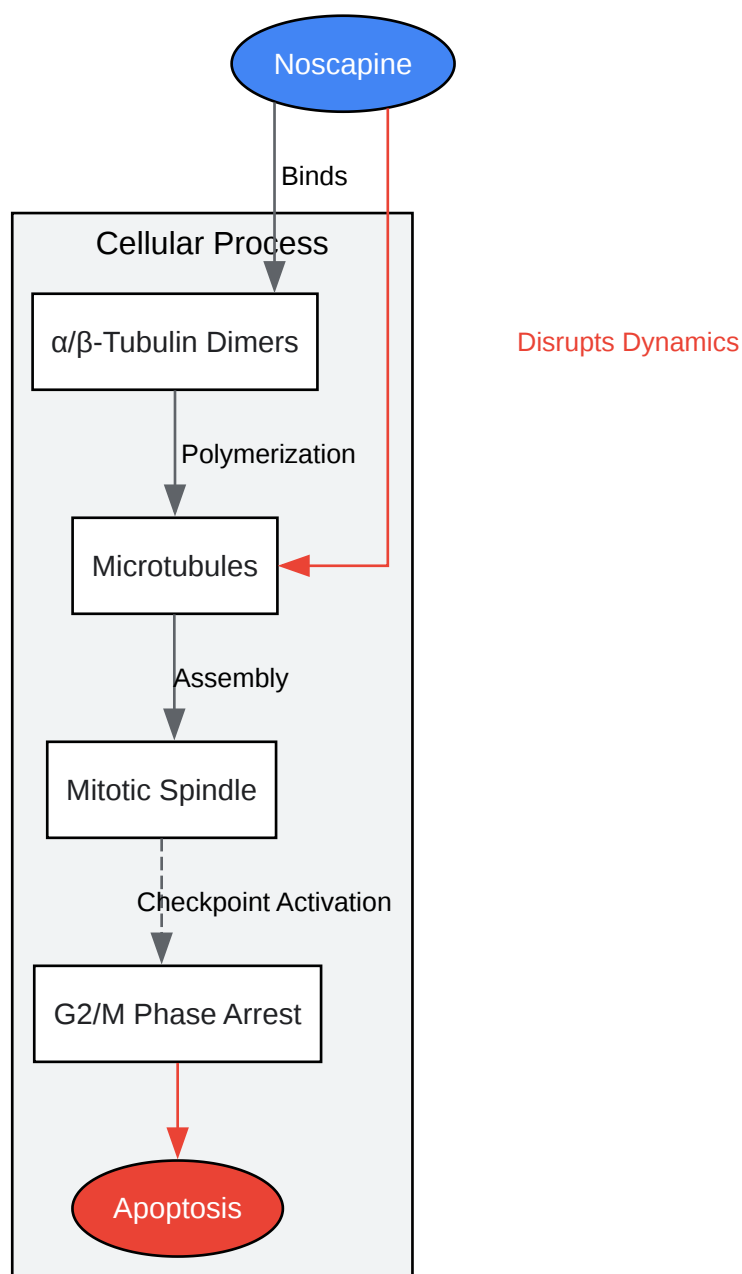 Noscapine
Binds
Cellular Process
α/β-Tubulin Dimers
Disrupts Dynamics
Polymerization
Microtubules
Assembly
Mitotic Spindle
Checkpoint Activation
G2/M Phase Arrest
Apoptosis